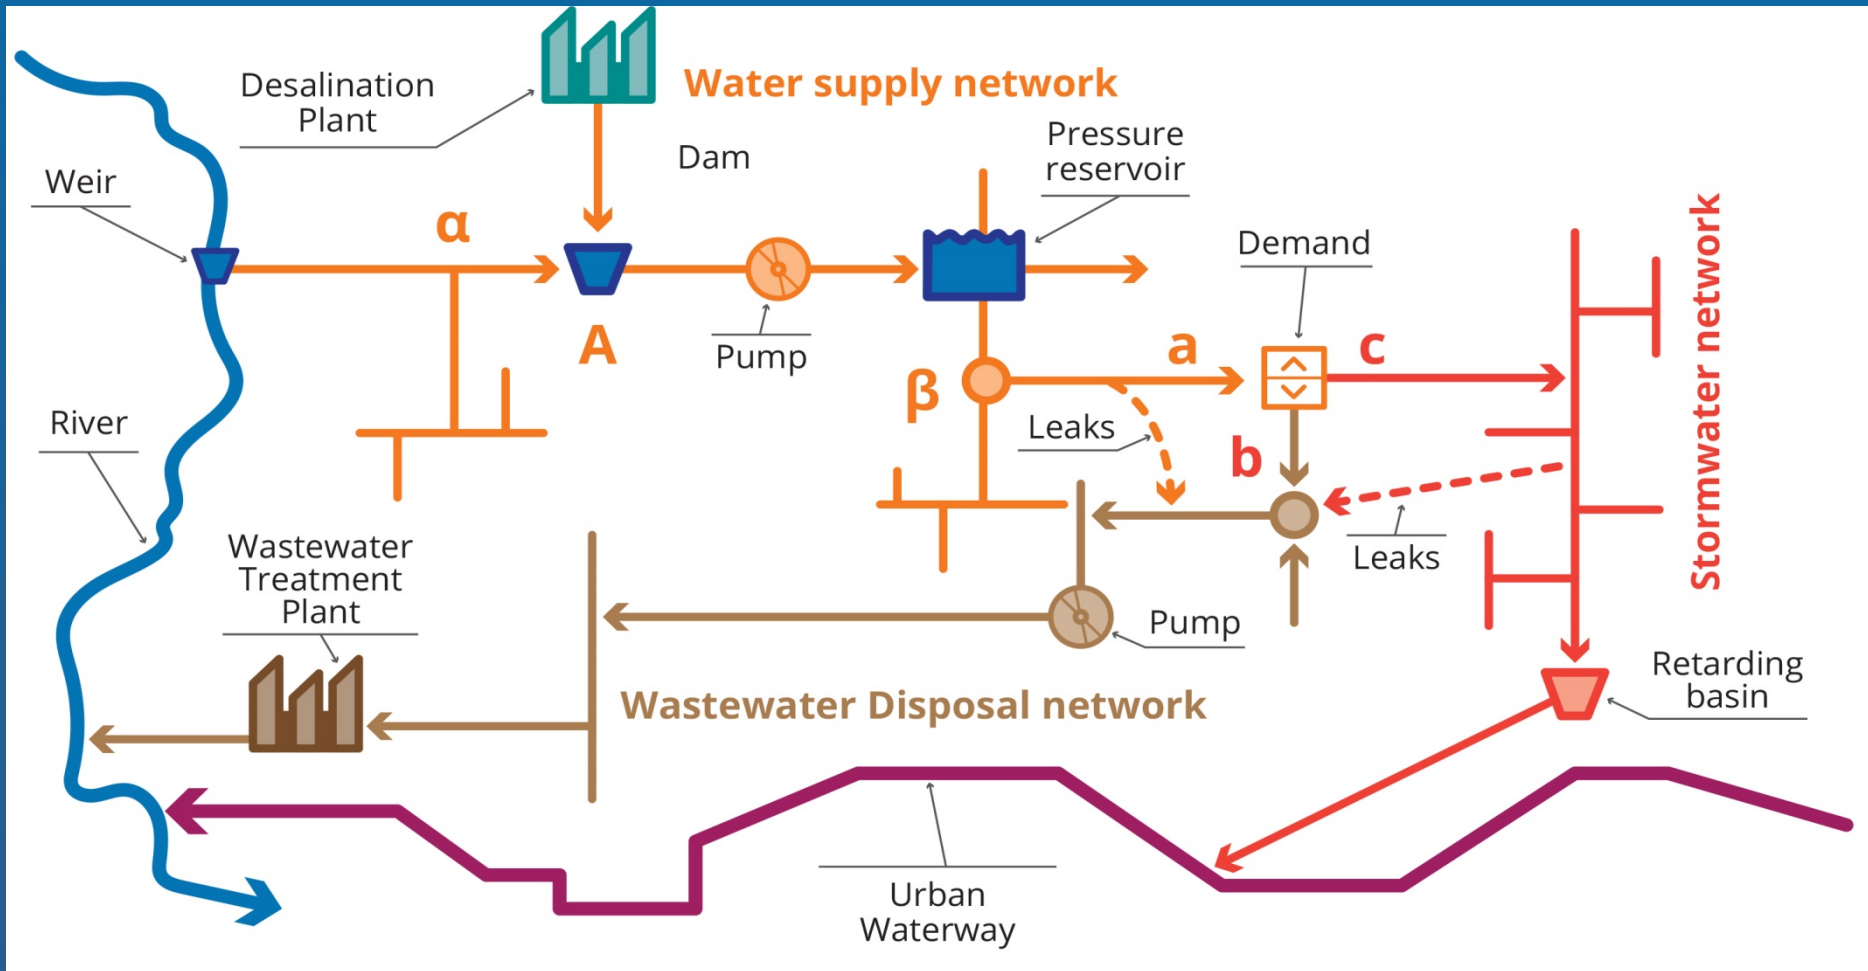 Desalination
Plant
Water supply network
Dam
Pressure
reservoir
Weir
α
A
Pump
Demand
β
a
c
Leaks
b
River
Stormwater network
Leaks
Wastewater
Treatment
Plant
Pump
Wastewater Disposal network
Retarding
basin
Urban
Waterway